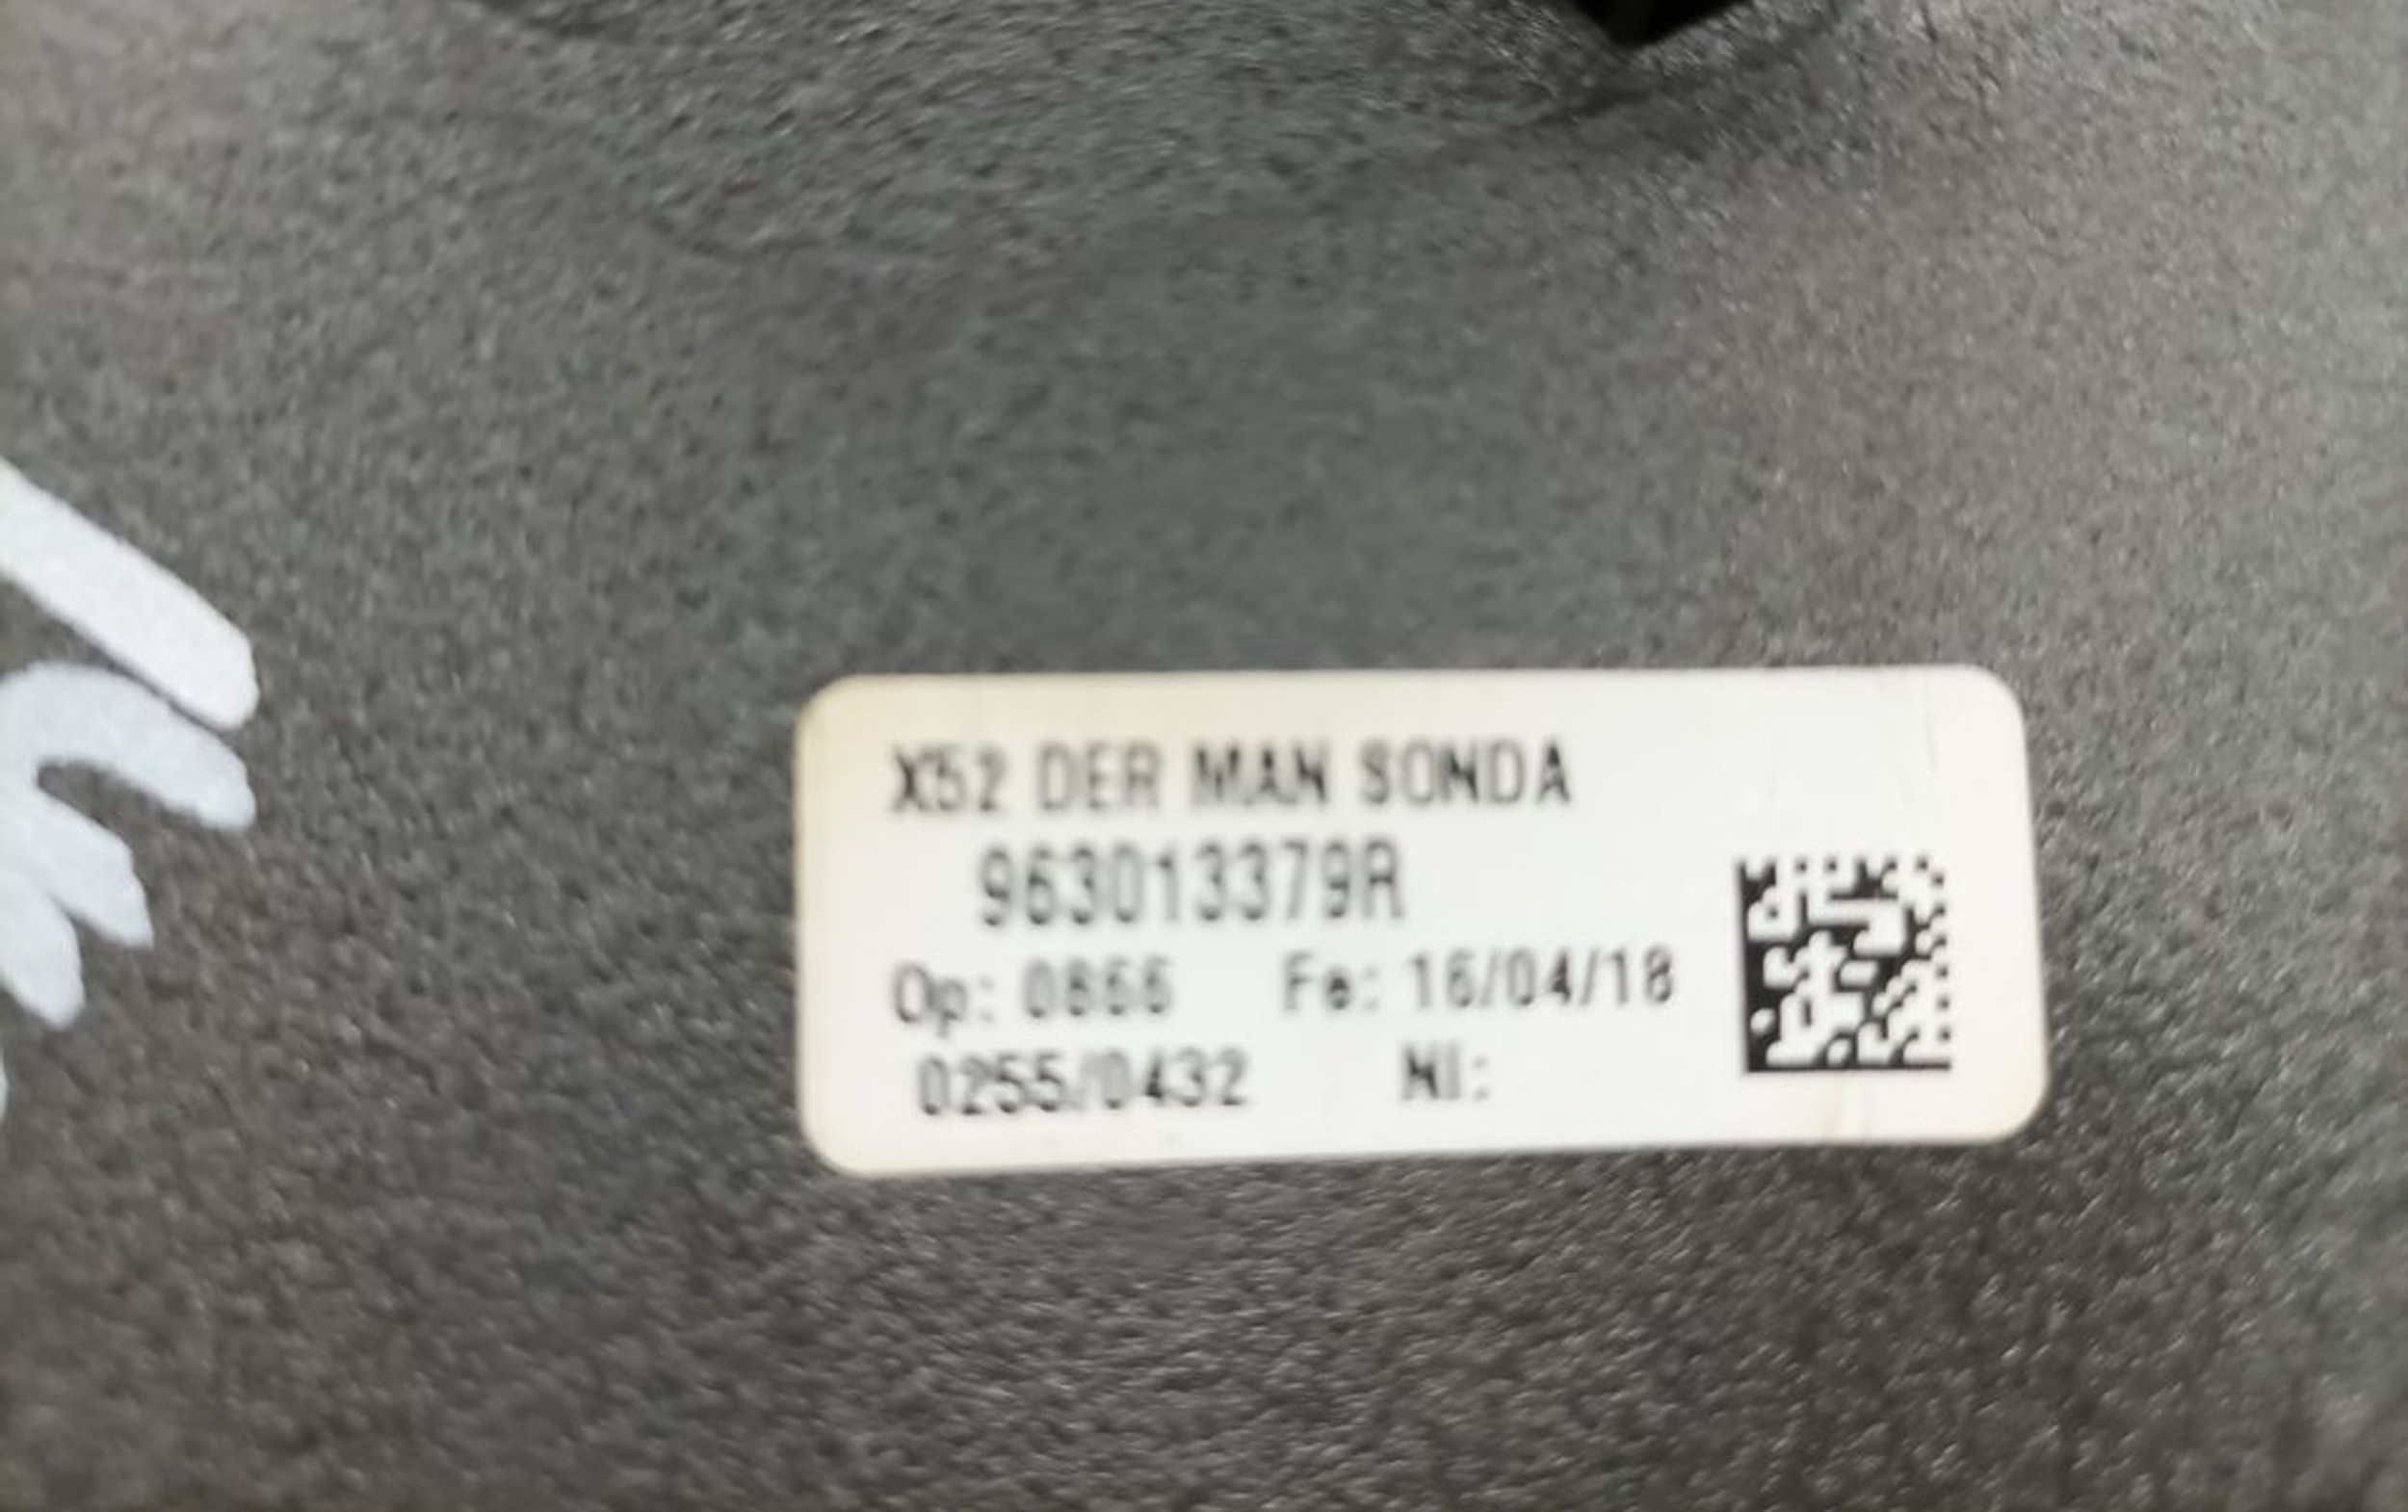 X52 DER MAN SONDA
963013379R
Op: 0866 Fe: 16/04/18
0255/0432 NI: